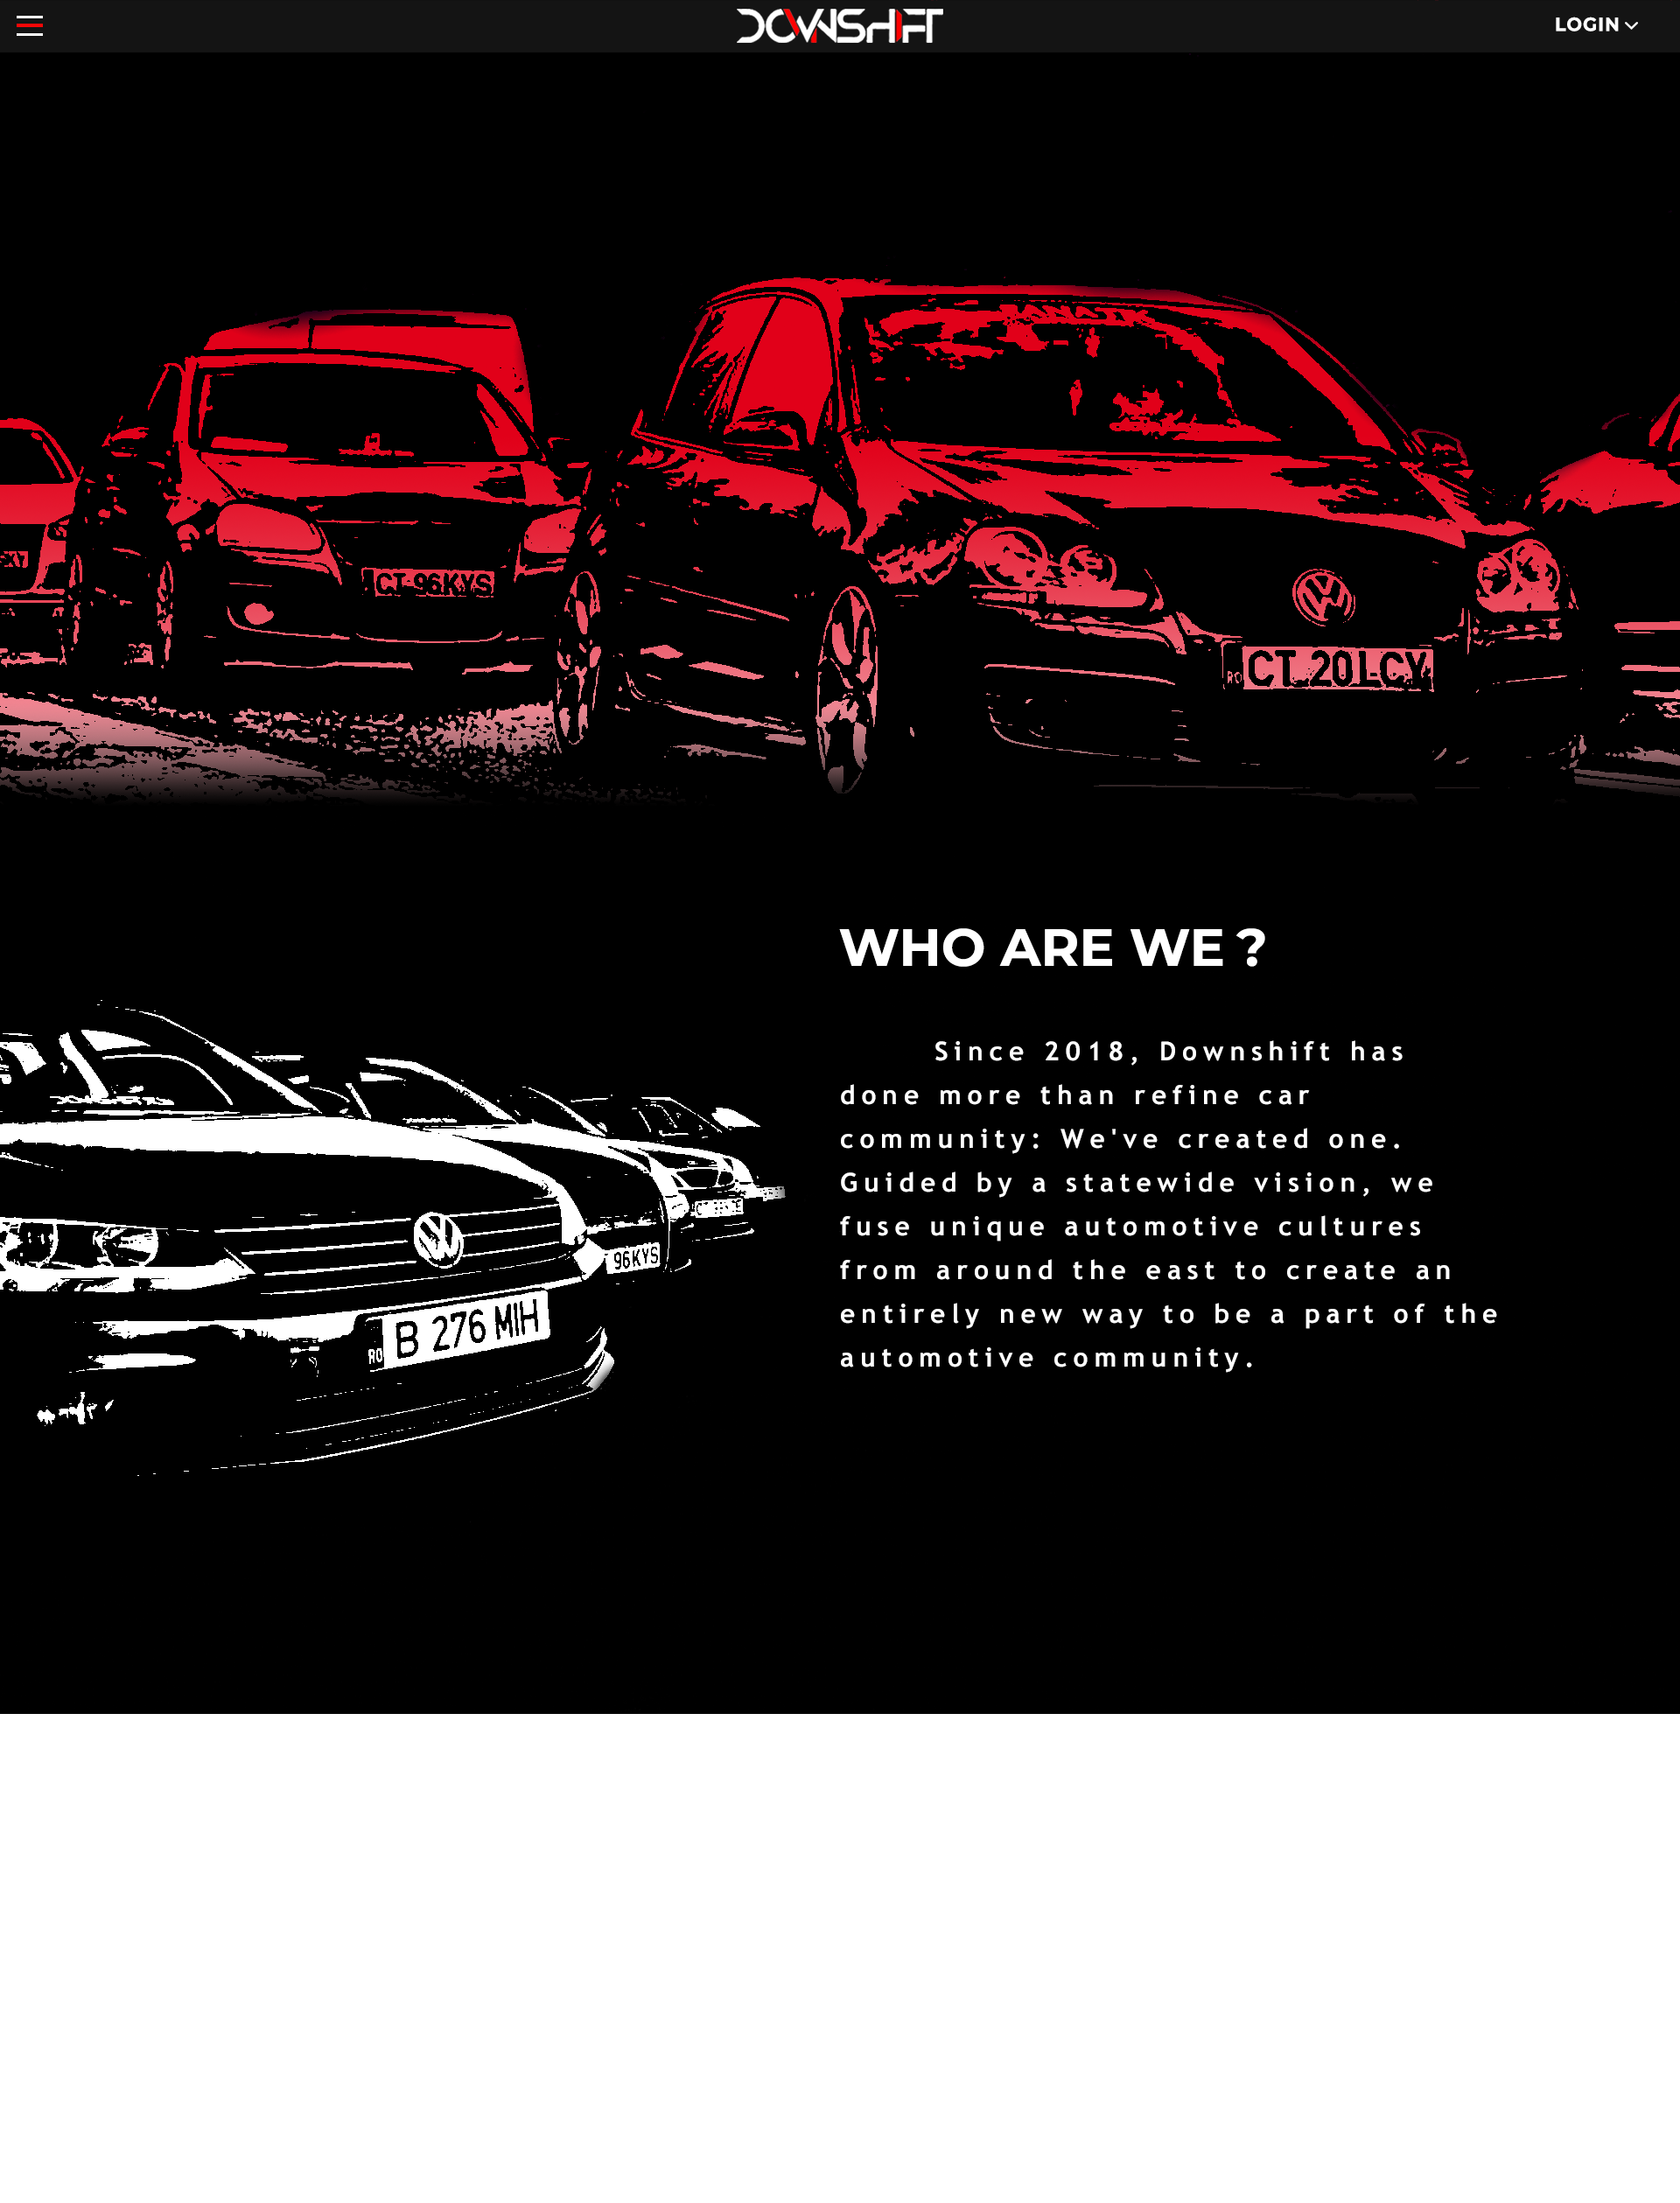 DOWNSHIFT
LOGIN
CT 96KYS
RO CT 20 LCY
WHO ARE WE ?
Since 2018, Downshift has
done more than refine car
community: We've created one.
Guided by a statewide vision, we
fuse unique automotive cultures
from around the east to create an
entirely new way to be a part of the
automotive community.
96KYS
RO B 276 MIH